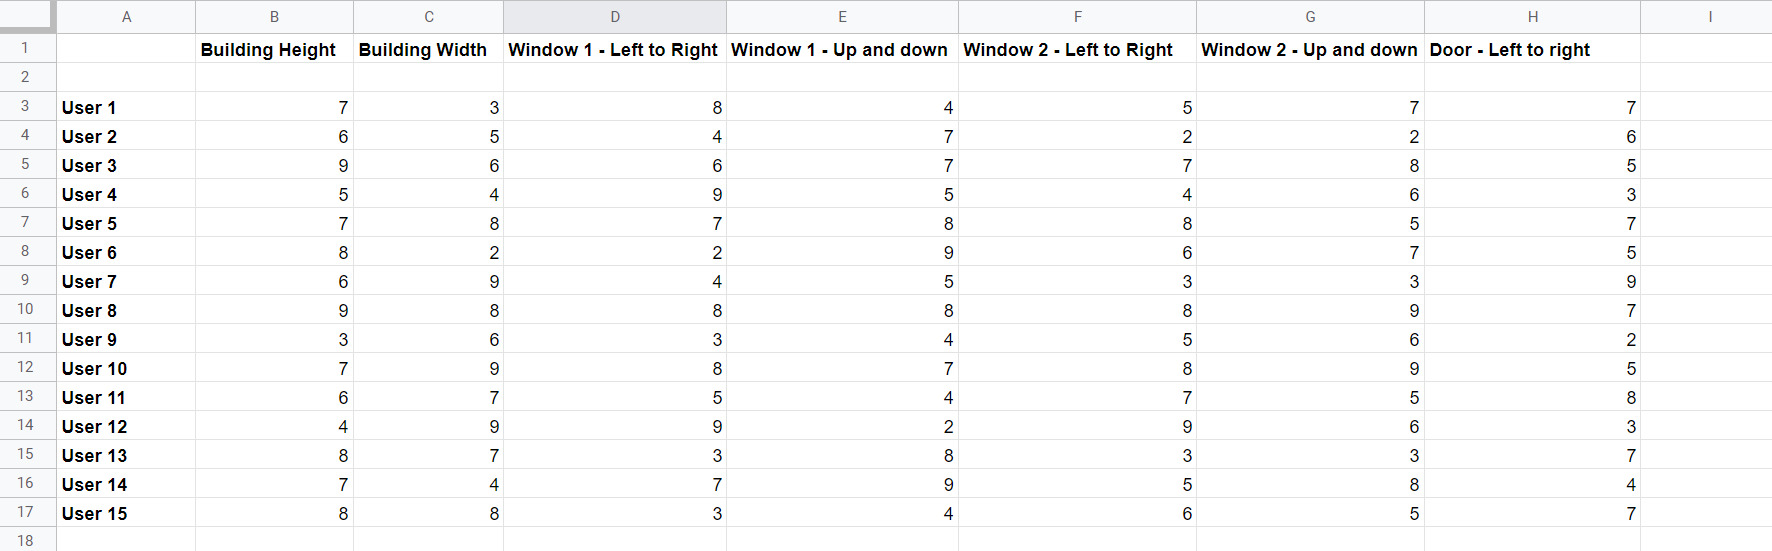 A B C D E F G H I
1 Building Height Building Width Window 1 - Left to Right Window 1 - Up and down Window 2 - Left to Right Window 2 - Up and down Door - Left to right
2
3 User 1 7 3 8 4 5 7 7
4 User 2 6 5 4 7 2 2 6
5 User 3 9 6 6 7 7 8 5
6 User 4 5 4 9 5 4 6 3
7 User 5 7 8 7 8 8 5 7
8 User 6 8 2 2 9 6 7 5
9 User 7 6 9 4 5 3 3 9
10 User 8 9 8 8 8 8 9 7
11 User 9 3 6 3 4 5 6 2
12 User 10 7 9 8 7 8 9 5
13 User 11 6 7 5 4 7 5 8
14 User 12 4 9 9 2 9 6 3
15 User 13 8 7 3 8 3 3 7
16 User 14 7 4 7 9 5 8 4
17 User 15 8 8 3 4 6 5 7
18